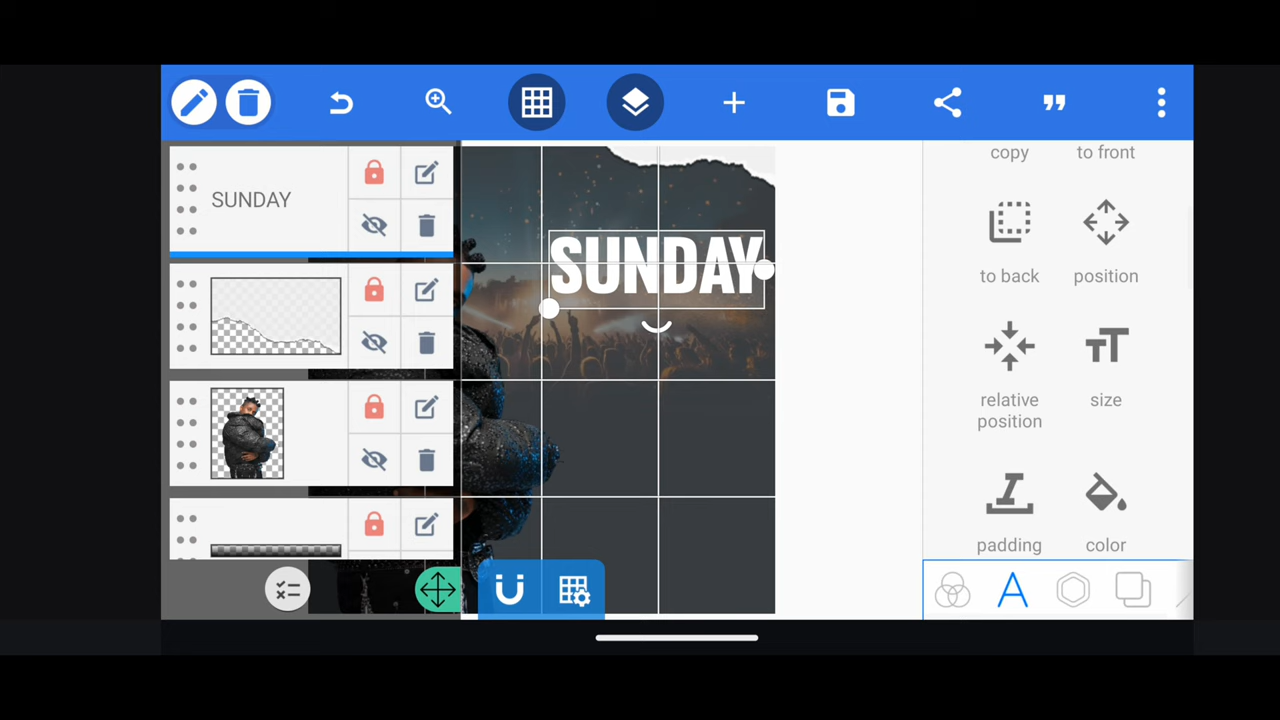 SUNDAY
SUNDAY
copy
to front
to back
position
relative
position
size
padding
color